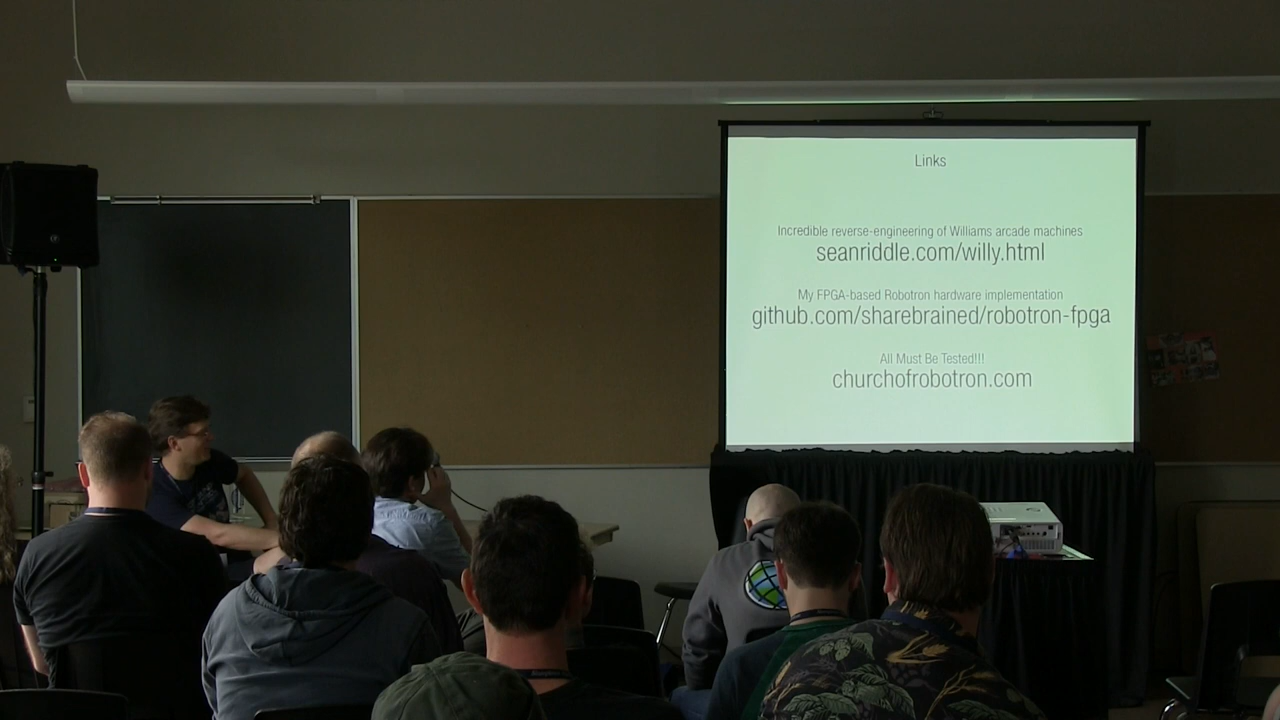 Links
Incredible reverse-engineering of Williams arcade machines
seanriddle.com/willy.html
My FPGA-based Robotron hardware implementation
github.com/sharebrained/robotron-fpga
All Must Be Tested!!!
churchofrobotron.com